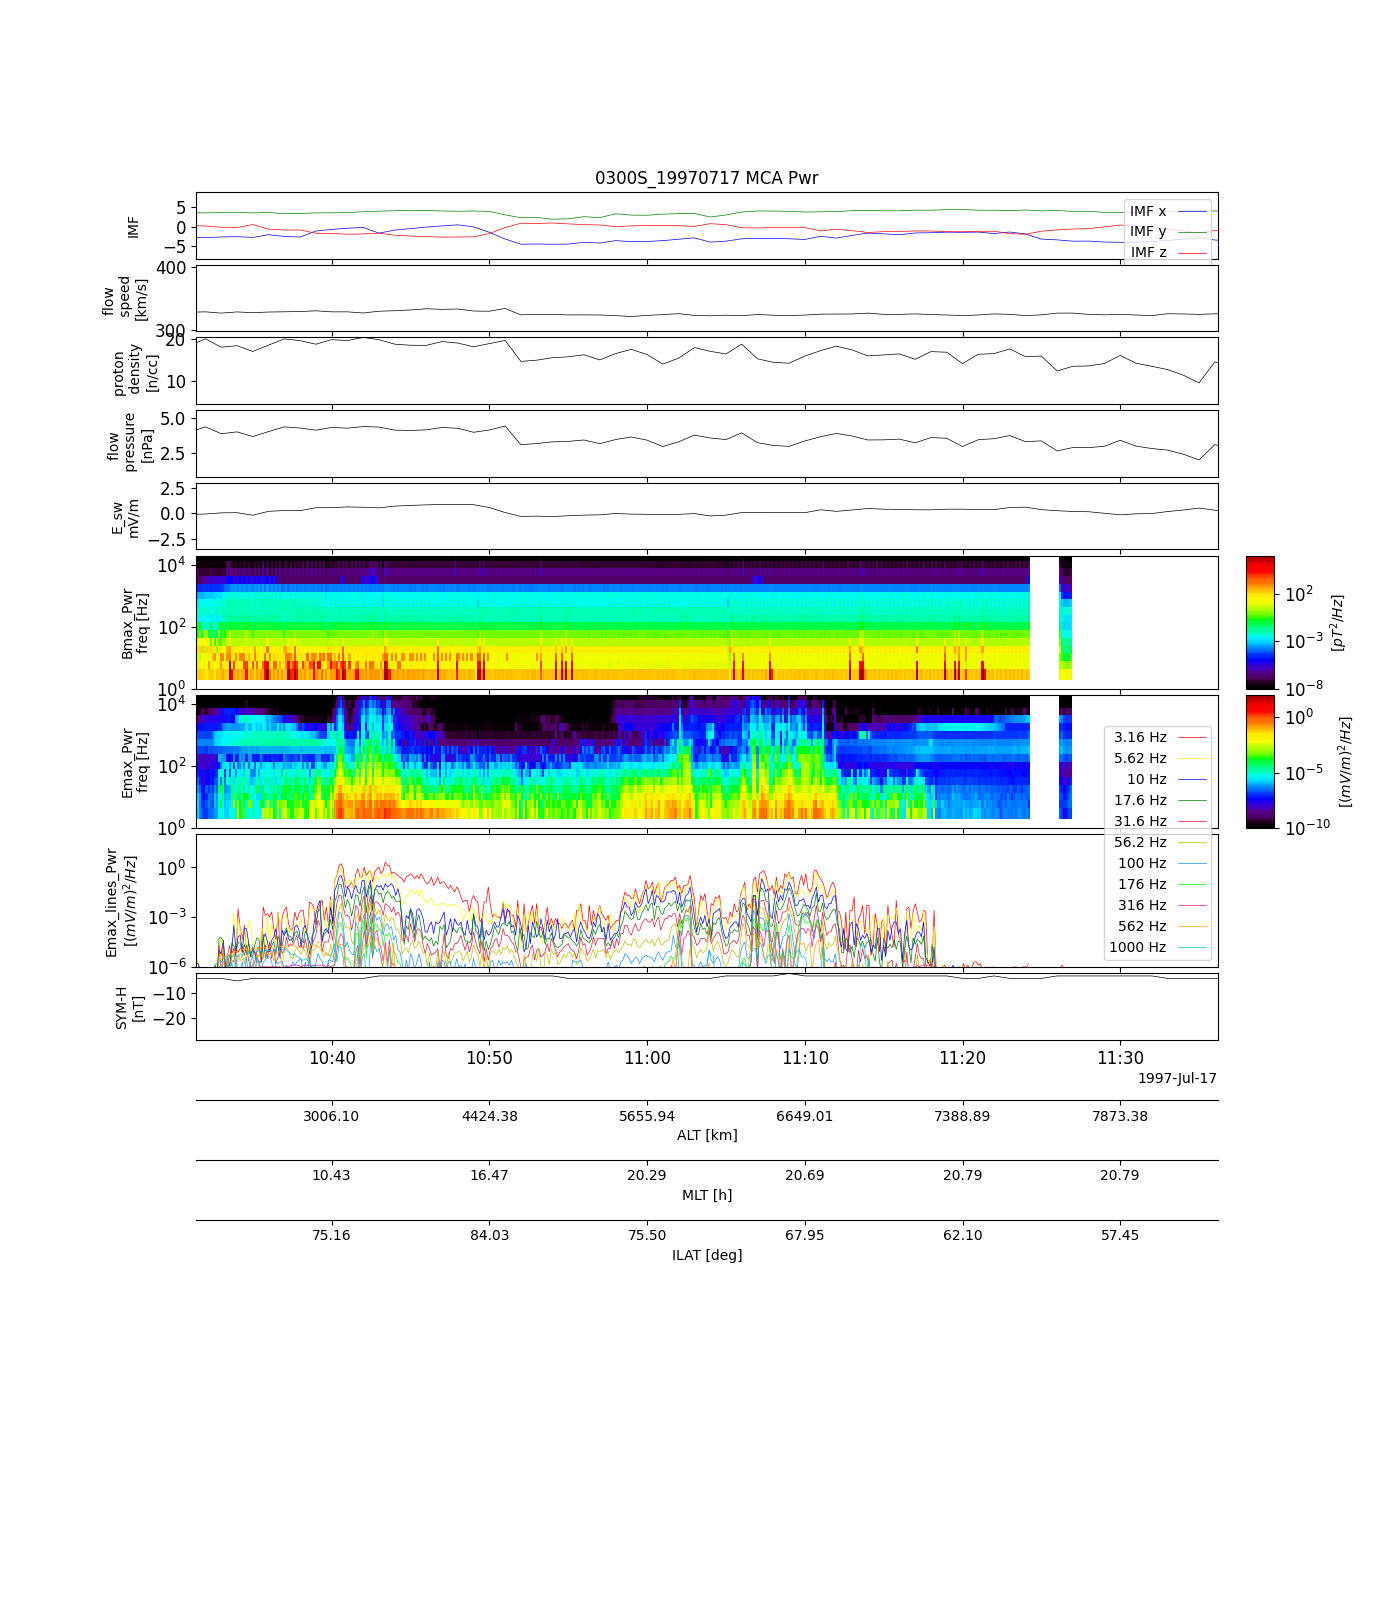 0300S_19970717 MCA Pwr
IMF
5
0
−5
IMF x
IMF y
IMF z
flow
speed
[km/s]
400
300
proton
density
[n/cc]
20
10
flow
pressure
[nPa]
5.0
2.5
E_sw
mV/m
2.5
0.0
−2.5
Bmax_Pwr
freq [Hz]
10^4
10^2
10^0
10^2
10^-3
10^-8
[pT^2/Hz]
Emax_Pwr
freq [Hz]
10^4
10^2
10^0
10^0
10^-5
10^-10
[(mV/m)^2/Hz]
3.16 Hz
5.62 Hz
10 Hz
17.6 Hz
31.6 Hz
56.2 Hz
100 Hz
176 Hz
316 Hz
562 Hz
1000 Hz
Emax_lines_Pwr
[(mV/m)^2/Hz]
10^0
10^-3
10^-6
SYM-H
[nT]
−10
−20
10:40 10:50 11:00 11:10 11:20 11:30
1997-Jul-17
3006.10 4424.38 5655.94 6649.01 7388.89 7873.38
ALT [km]
10.43 16.47 20.29 20.69 20.79 20.79
MLT [h]
75.16 84.03 75.50 67.95 62.10 57.45
ILAT [deg]